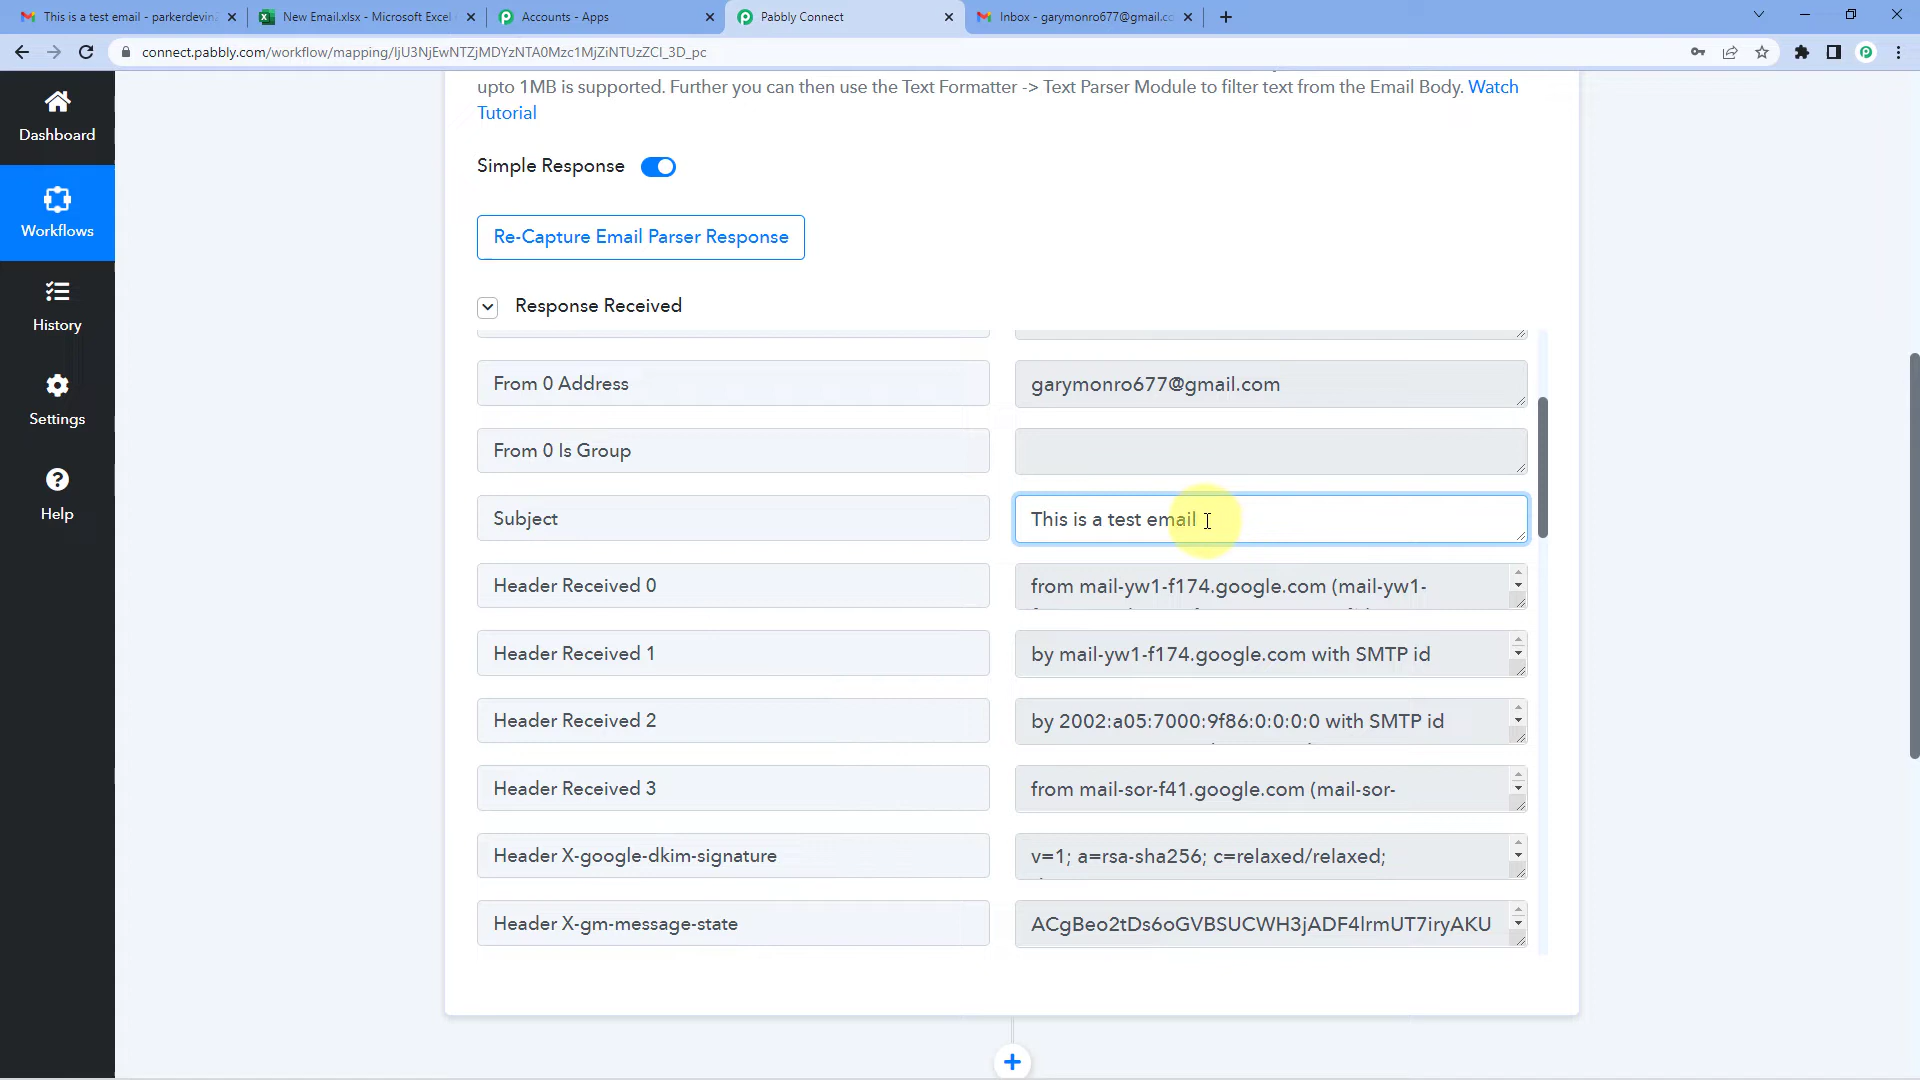 This is a test email - parkerdevin
New Email.xlsx - Microsoft Excel
Accounts - Apps
Pabbly Connect
Inbox - garymonro677@gmail.co
connect.pabbly.com/workflow/mapping/IjU3NjEwNTZjMDYzNTA0Mzc1MjZiNTUzZCI_3D_pc
Dashboard
Workflows
History
Settings
Help
upto 1MB is supported. Further you can then use the Text Formatter -> Text Parser Module to filter text from the Email Body. Watch
Tutorial
Simple Response
Re-Capture Email Parser Response
Response Received
From 0 Address
garymonro677@gmail.com
From 0 Is Group
Subject
This is a test email
Header Received 0
from mail-yw1-f174.google.com (mail-yw1-
Header Received 1
by mail-yw1-f174.google.com with SMTP id
Header Received 2
by 2002:a05:7000:9f86:0:0:0:0 with SMTP id
Header Received 3
from mail-sor-f41.google.com (mail-sor-
Header X-google-dkim-signature
v=1; a=rsa-sha256; c=relaxed/relaxed;
Header X-gm-message-state
ACgBeo2tDs6oGVBSUCWH3jADF4lrmUT7iryAKU